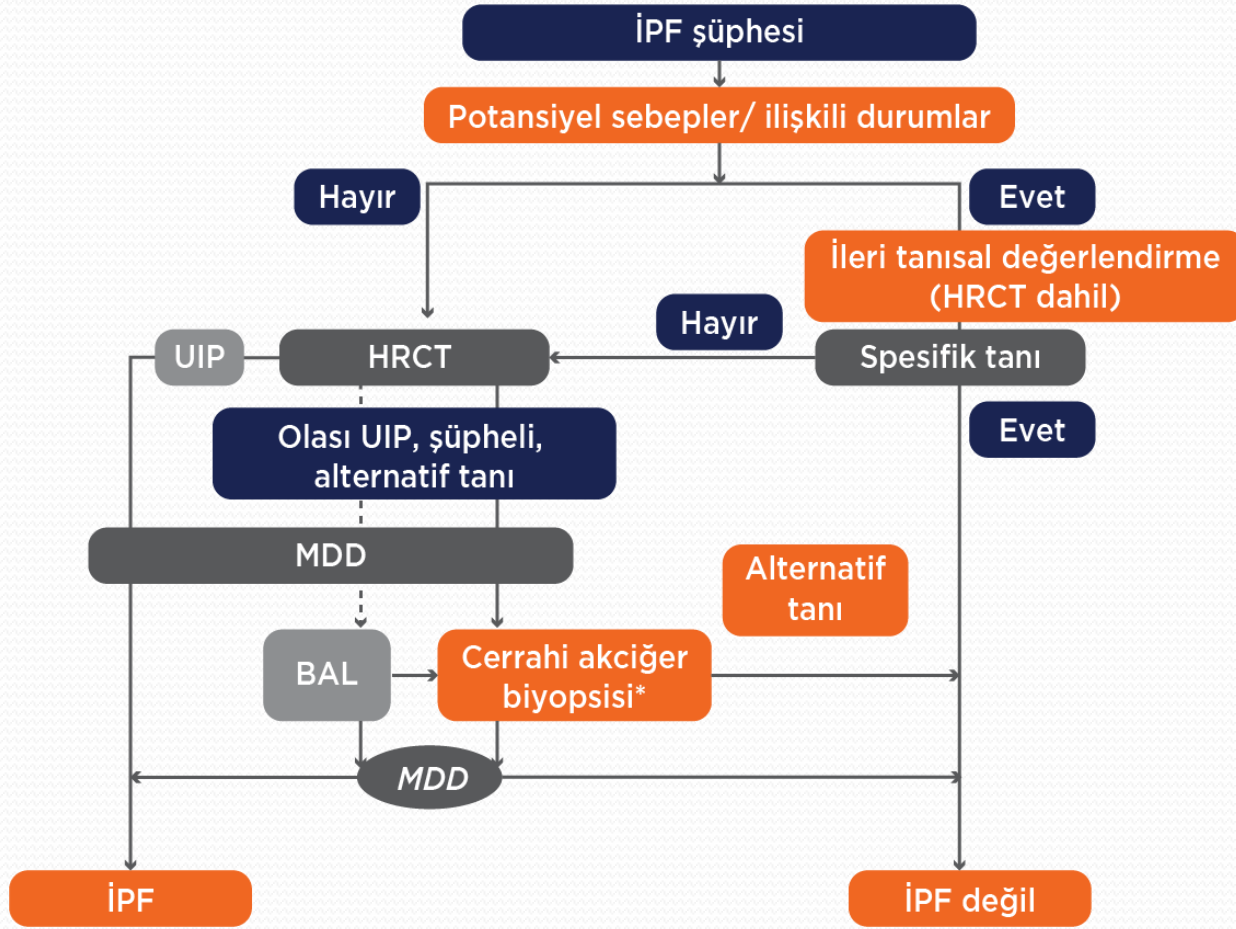 İPF şüphesi
Potansiyel sebepler/ ilişkili durumlar
Hayır
Evet
İleri tanısal değerlendirme
(HRCT dahil)
Hayır
UIP
HRCT
Spesifik tanı
Olası UIP, şüpheli,
alternatif tanı
Evet
MDD
Alternatif
tanı
BAL
Cerrahi akciğer
biyopsisi*
MDD
İPF
İPF değil